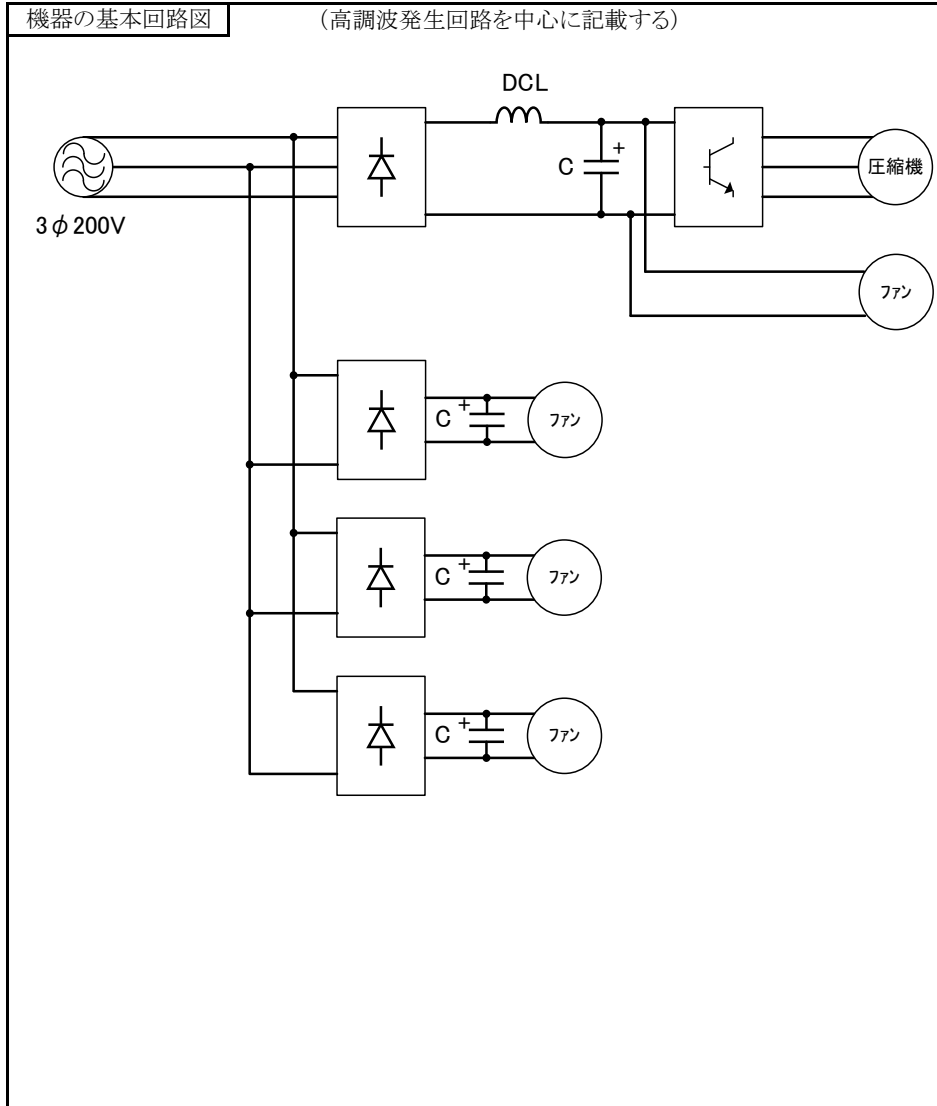 機器の基本回路図 (高調波発生回路を中心に記載する)
DCL
C +
圧縮機
3φ200V
ファン
C + ファン
C + ファン
C + ファン